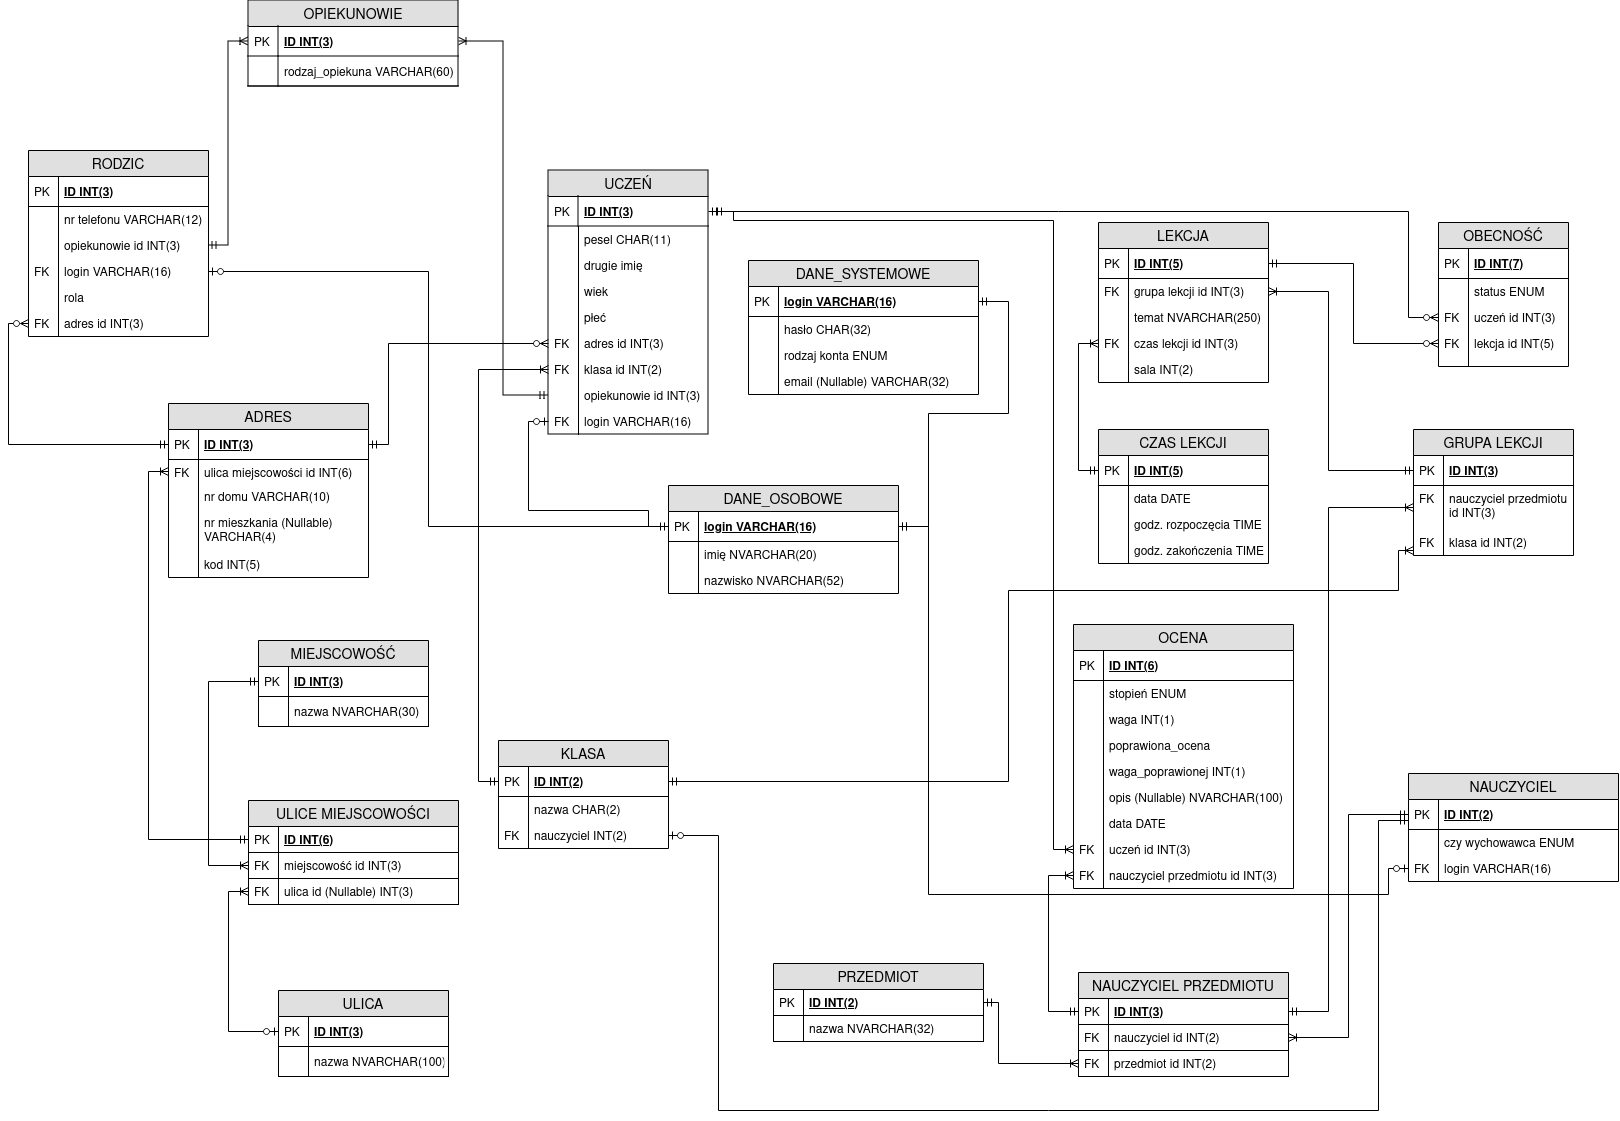 OPIEKUNOWIE
PK ID INT(3)
rodzaj_opiekuna VARCHAR(60)
RODZIC
PK ID INT(3)
nr telefonu VARCHAR(12)
opiekunowie id INT(3)
FK login VARCHAR(16)
rola
FK adres id INT(3)
UCZEŃ
PK ID INT(3)
pesel CHAR(11)
drugie imię
wiek
płeć
FK adres id INT(3)
FK klasa id INT(2)
opiekunowie id INT(3)
FK login VARCHAR(16)
DANE_SYSTEMOWE
PK login VARCHAR(16)
hasło CHAR(32)
rodzaj konta ENUM
email (Nullable) VARCHAR(32)
LEKCJA
PK ID INT(5)
FK grupa lekcji id INT(3)
temat NVARCHAR(250)
FK czas lekcji id INT(3)
sala INT(2)
OBECNOŚĆ
PK ID INT(7)
status ENUM
FK uczeń id INT(3)
FK lekcja id INT(5)
ADRES
PK ID INT(3)
FK ulica miejscowości id INT(6)
nr domu VARCHAR(10)
nr mieszkania (Nullable)
VARCHAR(4)
kod INT(5)
DANE_OSOBOWE
PK login VARCHAR(16)
imię NVARCHAR(20)
nazwisko NVARCHAR(52)
CZAS LEKCJI
PK ID INT(5)
data DATE
godz. rozpoczęcia TIME
godz. zakończenia TIME
GRUPA LEKCJI
PK ID INT(3)
FK nauczyciel przedmiotu
id INT(3)
FK klasa id INT(2)
MIEJSCOWOŚĆ
PK ID INT(3)
nazwa NVARCHAR(30)
OCENA
PK ID INT(6)
stopień ENUM
waga INT(1)
poprawiona_ocena
waga_poprawionej INT(1)
opis (Nullable) NVARCHAR(100)
data DATE
FK uczeń id INT(3)
FK nauczyciel przedmiotu id INT(3)
KLASA
PK ID INT(2)
nazwa CHAR(2)
FK nauczyciel INT(2)
NAUCZYCIEL
PK ID INT(2)
czy wychowawca ENUM
FK login VARCHAR(16)
ULICE MIEJSCOWOŚCI
PK ID INT(6)
FK miejscowość id INT(3)
FK ulica id (Nullable) INT(3)
ULICA
PK ID INT(3)
nazwa NVARCHAR(100)
PRZEDMIOT
PK ID INT(2)
nazwa NVARCHAR(32)
NAUCZYCIEL PRZEDMIOTU
PK ID INT(3)
FK nauczyciel id INT(2)
FK przedmiot id INT(2)